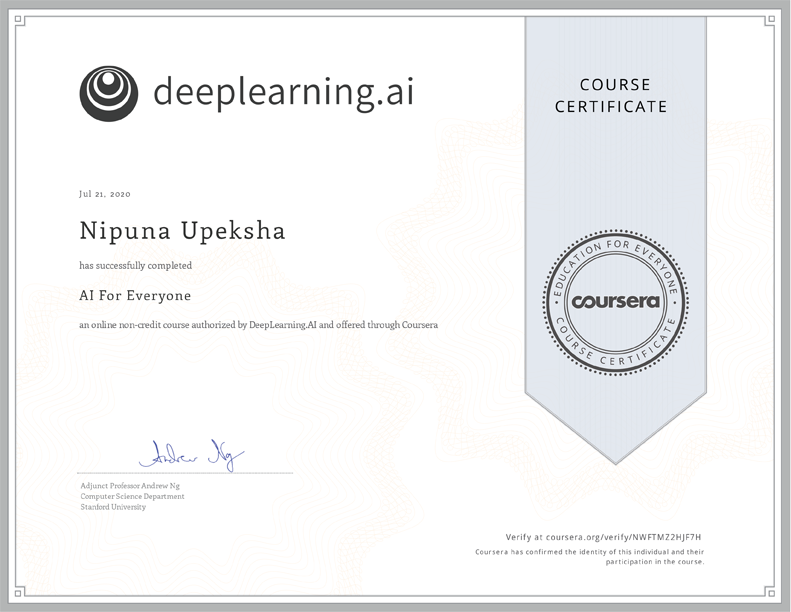 deeplearning.ai
COURSE
CERTIFICATE
Jul 21, 2020
Nipuna Upeksha
has successfully completed
AI For Everyone
an online non-credit course authorized by DeepLearning.AI and offered through Coursera
EDUCATION FOR EVERYONE
coursera
COURSE CERTIFICATE
Andrew Ng
Adjunct Professor Andrew Ng
Computer Science Department
Stanford University
Verify at coursera.org/verify/NWFTMZ2HJF7H
Coursera has confirmed the identity of this individual and their
participation in the course.